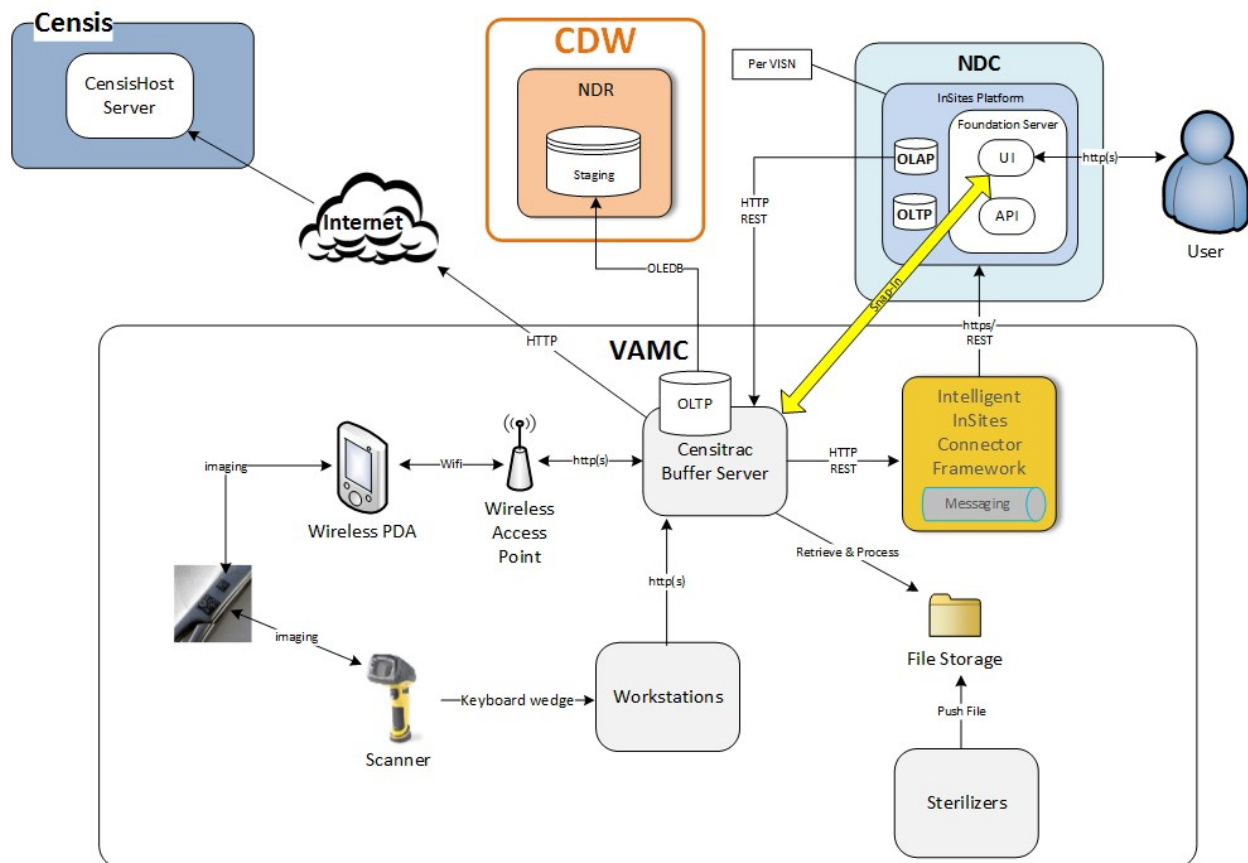 Censis
CensisHost
Server
CDW
NDR
Staging
Per VISN
NDC
InSites Platform
Foundation Server
OLAP
UI
OLTP
API
http(s)
User
Internet
HTTP
REST
OLEDB
Snap-In
https/
REST
HTTP
VAMC
OLTP
Censitrac
Buffer Server
Intelligent
InSites
Connector
Framework
Messaging
HTTP
REST
imaging
Wifi
http(s)
Wireless PDA
Wireless
Access
Point
Retrieve & Process
http(s)
imaging
File Storage
Keyboard wedge
Workstations
Push File
Scanner
Sterilizers